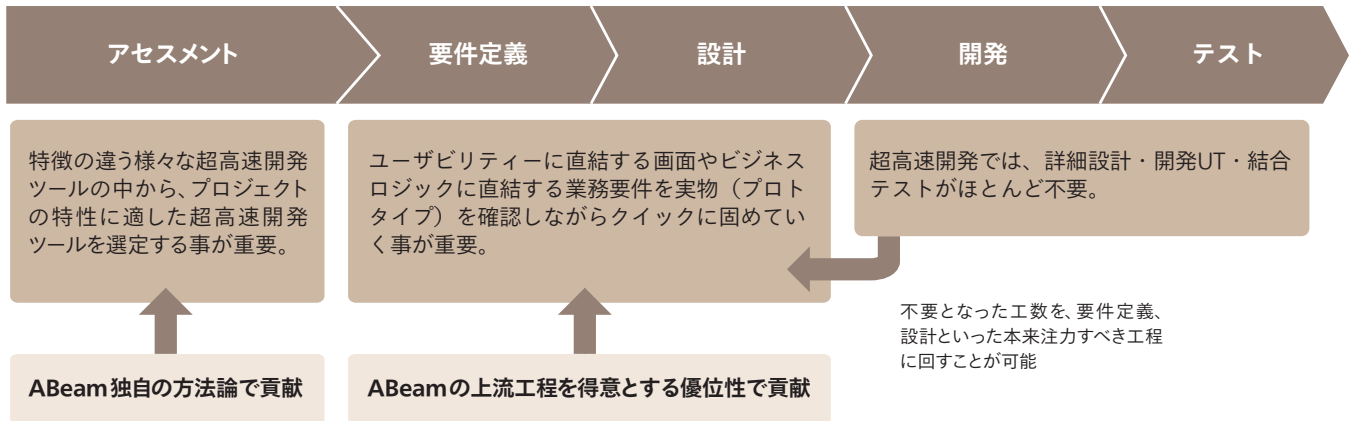 アセスメント
要件定義
設計
開発
テスト
特徴の違う様々な超高速開発
ツールの中から、プロジェクト
の特性に適した超高速開発
ツールを選定する事が重要。
ユーザビリティーに直結する画面やビジネス
ロジックに直結する業務要件を実物（プロト
タイプ）を確認しながらクイックに固めてい
く事が重要。
超高速開発では、詳細設計・開発UT・結合
テストがほとんど不要。
不要となった工数を、要件定義、
設計といった本来注力すべき工程
に回すことが可能
ABeam独自の方法論で貢献
ABeamの上流工程を得意とする優位性で貢献